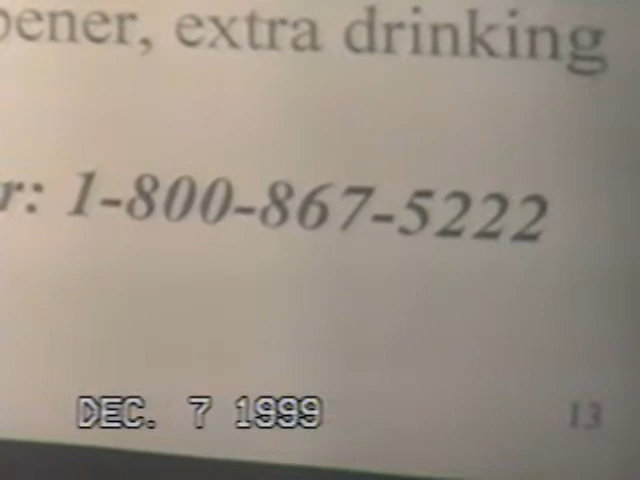 pener, extra drinking
r: 1-800-867-5222
DEC. 7 1999
13